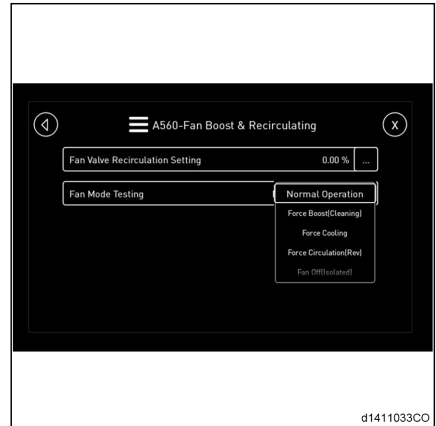 A560-Fan Boost & Recirculating
X
Fan Valve Recirculation Setting 0.00 % ...
Fan Mode Testing
Normal Operation
Force Boost(Cleaning)
Force Cooling
Force Circulation(Rev)
Fan Off(Isolated)
d1411033CO